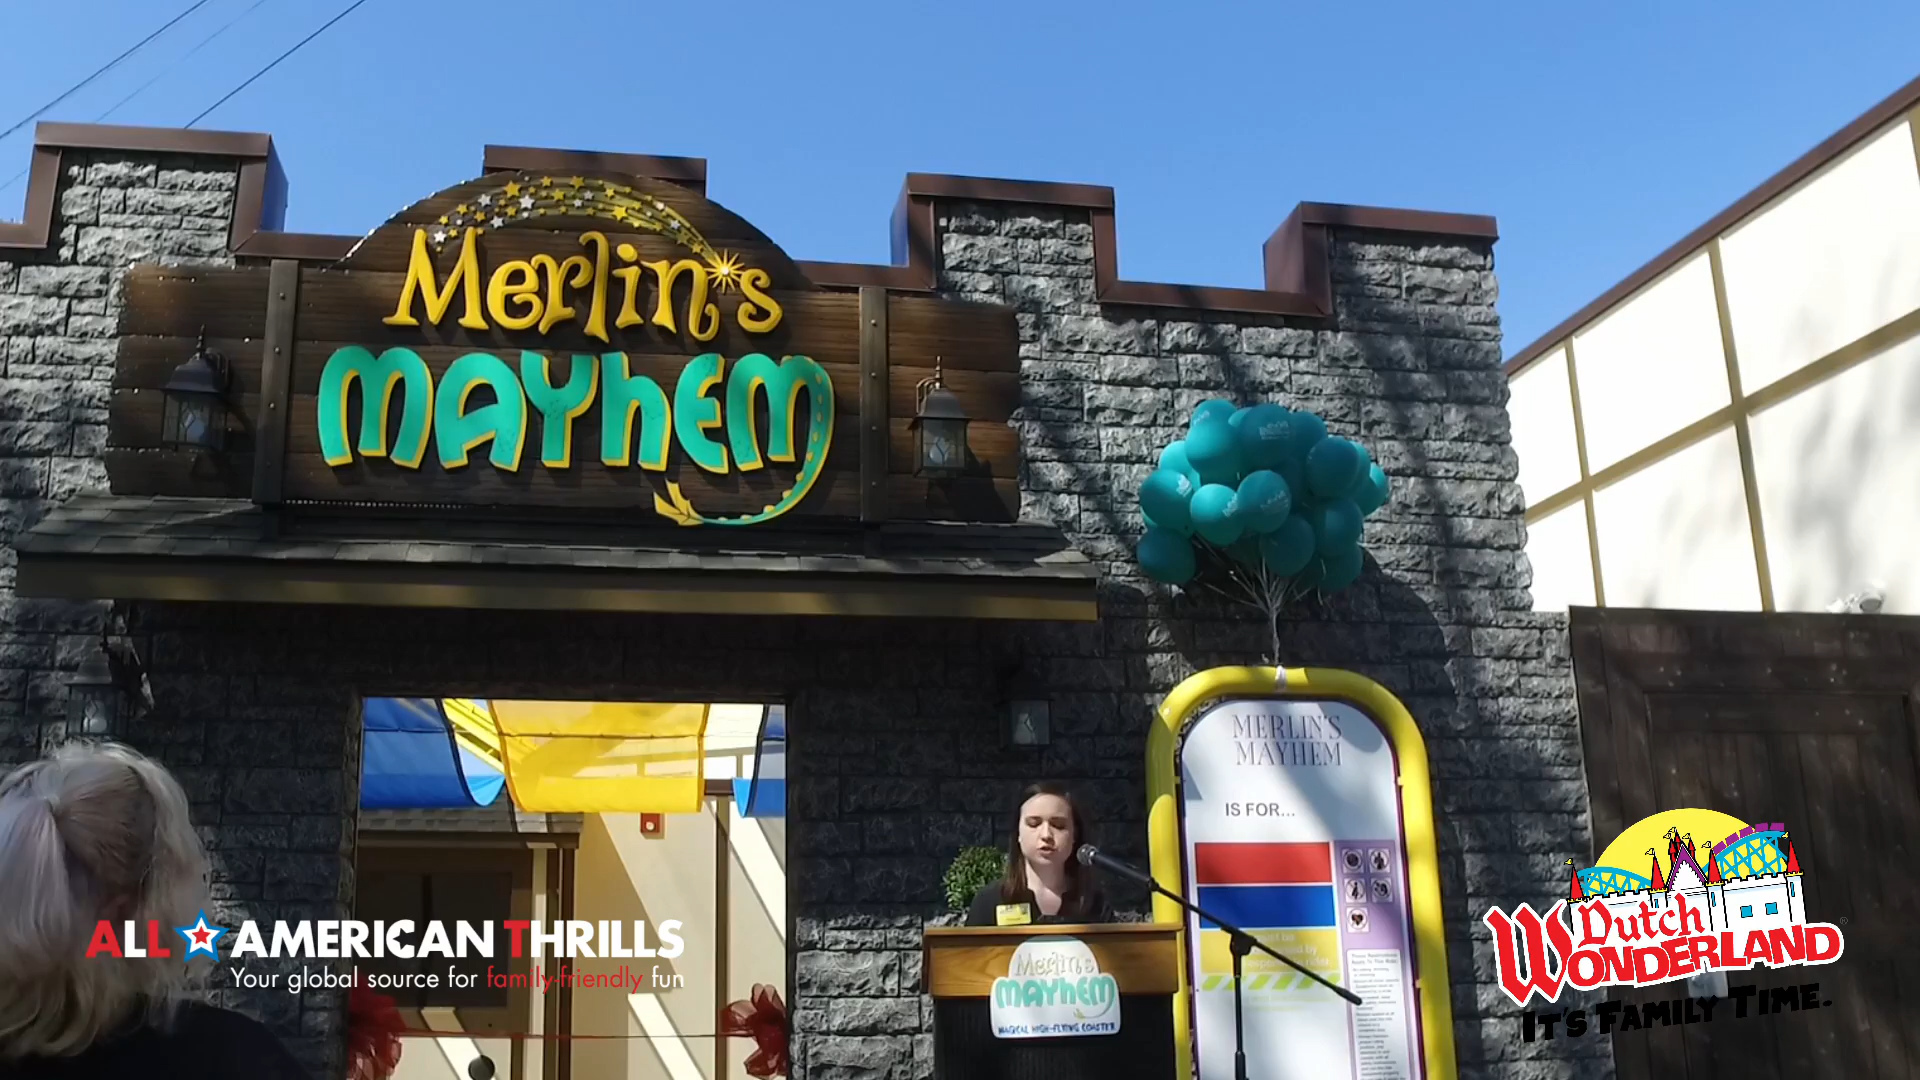 Merlin's
MAYhEM
MERLIN'S
MAYHEM
IS FOR...
Merlin's
MAYhEM
MAGICAL HIGH-FLYING COASTER
ALL AMERICAN THRILLS
Your global source for family-friendly fun
Dutch
WONDERLAND®
IT'S FAMILY TIME.